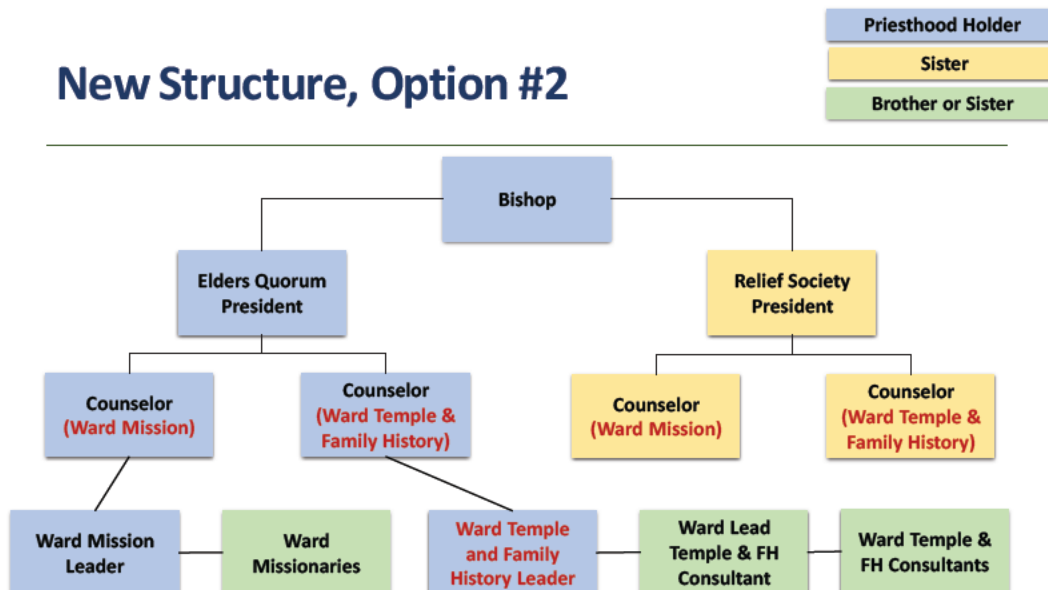 Priesthood Holder
Sister
Brother or Sister
New Structure, Option #2
Bishop
Elders Quorum
President
Relief Society
President
Counselor
(Ward Mission)
Counselor
(Ward Temple &
Family History)
Counselor
(Ward Mission)
Counselor
(Ward Temple &
Family History)
Ward Mission
Leader
Ward
Missionaries
Ward Temple
and Family
History Leader
Ward Lead
Temple & FH
Consultant
Ward Temple &
FH Consultants